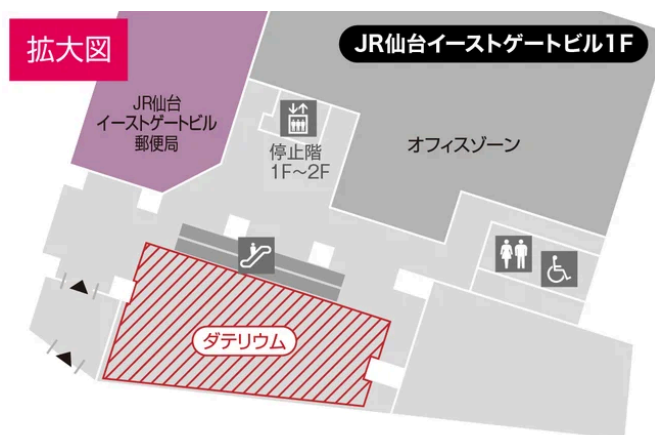 拡大図
JR仙台イーストゲートビル1F
JR仙台
イーストゲートビル
郵便局
停止階
1F～2F
オフィスゾーン
ダテリウム